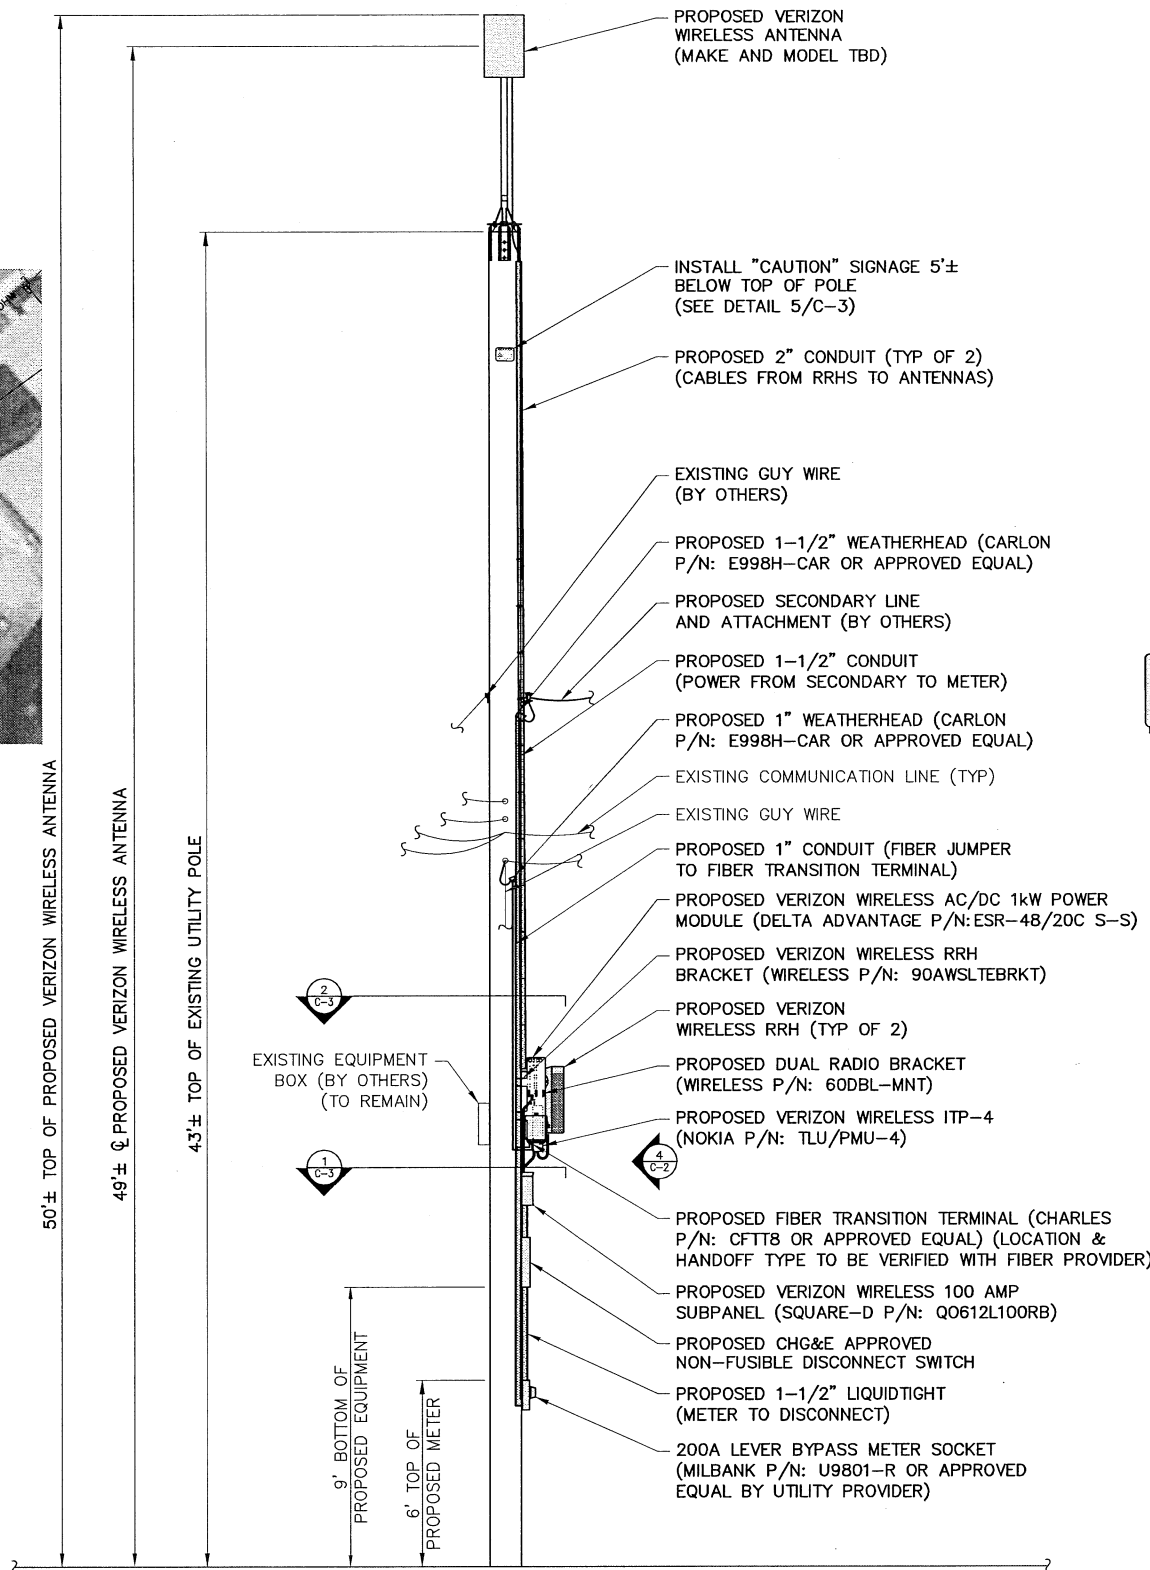 PROPOSED VERIZON
WIRELESS ANTENNA
(MAKE AND MODEL TBD)
INSTALL "CAUTION" SIGNAGE 5'±
BELOW TOP OF POLE
(SEE DETAIL 5/C-3)
PROPOSED 2" CONDUIT (TYP OF 2)
(CABLES FROM RRHS TO ANTENNAS)
EXISTING GUY WIRE
(BY OTHERS)
PROPOSED 1-1/2" WEATHERHEAD (CARLON
P/N: E998H-CAR OR APPROVED EQUAL)
PROPOSED SECONDARY LINE
AND ATTACHMENT (BY OTHERS)
PROPOSED 1-1/2" CONDUIT
(POWER FROM SECONDARY TO METER)
PROPOSED 1" WEATHERHEAD (CARLON
P/N: E998H-CAR OR APPROVED EQUAL)
EXISTING COMMUNICATION LINE (TYP)
EXISTING GUY WIRE
PROPOSED 1" CONDUIT (FIBER JUMPER
TO FIBER TRANSITION TERMINAL)
PROPOSED VERIZON WIRELESS AC/DC 1kW POWER
MODULE (DELTA ADVANTAGE P/N:ESR-48/20C S-S)
PROPOSED VERIZON WIRELESS RRH
BRACKET (WIRELESS P/N: 90AWSLTEBRKT)
PROPOSED VERIZON
WIRELESS RRH (TYP OF 2)
PROPOSED DUAL RADIO BRACKET
(WIRELESS P/N: 60DBL-MNT)
PROPOSED VERIZON WIRELESS ITP-4
(NOKIA P/N: TLU/PMU-4)
PROPOSED FIBER TRANSITION TERMINAL (CHARLES
P/N: CFTT8 OR APPROVED EQUAL) (LOCATION &
HANDOFF TYPE TO BE VERIFIED WITH FIBER PROVIDER)
PROPOSED VERIZON WIRELESS 100 AMP
SUBPANEL (SQUARE-D P/N: QO612L100RB)
PROPOSED CHG&E APPROVED
NON-FUSIBLE DISCONNECT SWITCH
PROPOSED 1-1/2" LIQUIDTIGHT
(METER TO DISCONNECT)
200A LEVER BYPASS METER SOCKET
(MILBANK P/N: U9801-R OR APPROVED
EQUAL BY UTILITY PROVIDER)
50'± TOP OF PROPOSED VERIZON WIRELESS ANTENNA
49'± ℄ PROPOSED VERIZON WIRELESS ANTENNA
43'± TOP OF EXISTING UTILITY POLE
2
C-3
EXISTING EQUIPMENT
BOX (BY OTHERS)
(TO REMAIN)
1
C-3
4
C-2
9' BOTTOM OF
PROPOSED EQUIPMENT
6' TOP OF
PROPOSED METER